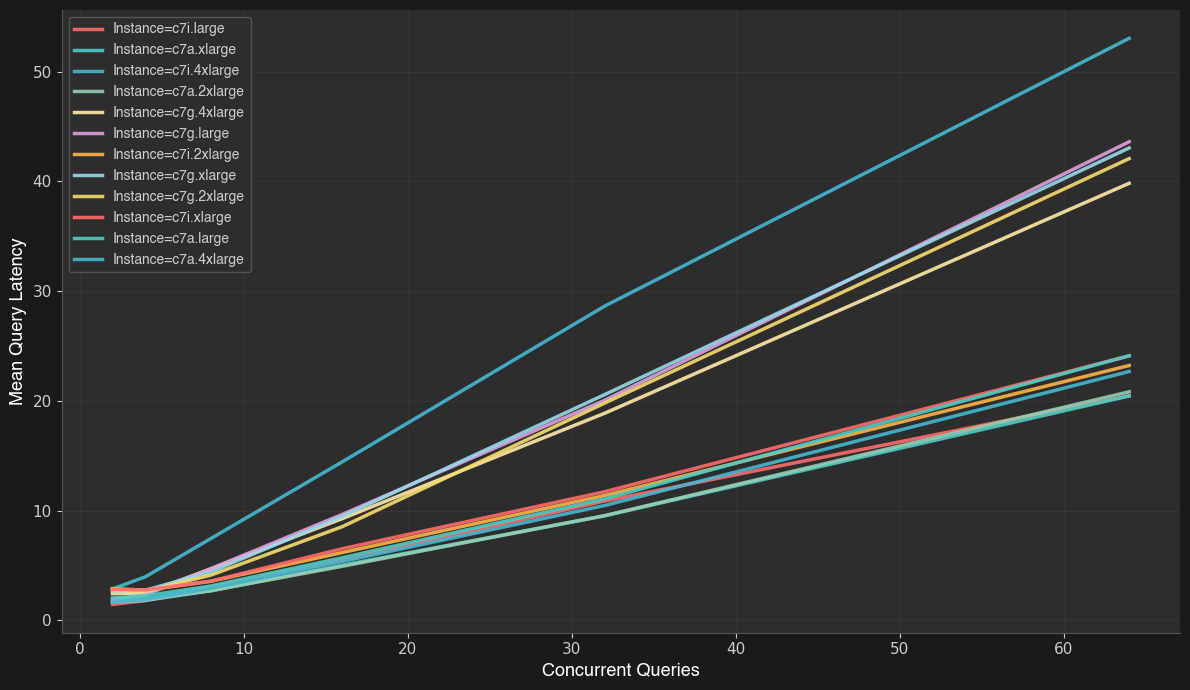 Instance=c7i.large
Instance=c7a.xlarge
Instance=c7i.4xlarge
Instance=c7a.2xlarge
Instance=c7g.4xlarge
Instance=c7g.large
Instance=c7i.2xlarge
Instance=c7g.xlarge
Instance=c7g.2xlarge
Instance=c7i.xlarge
Instance=c7a.large
Instance=c7a.4xlarge
Mean Query Latency
50
40
30
20
10
0
0 10 20 30 40 50 60
Concurrent Queries